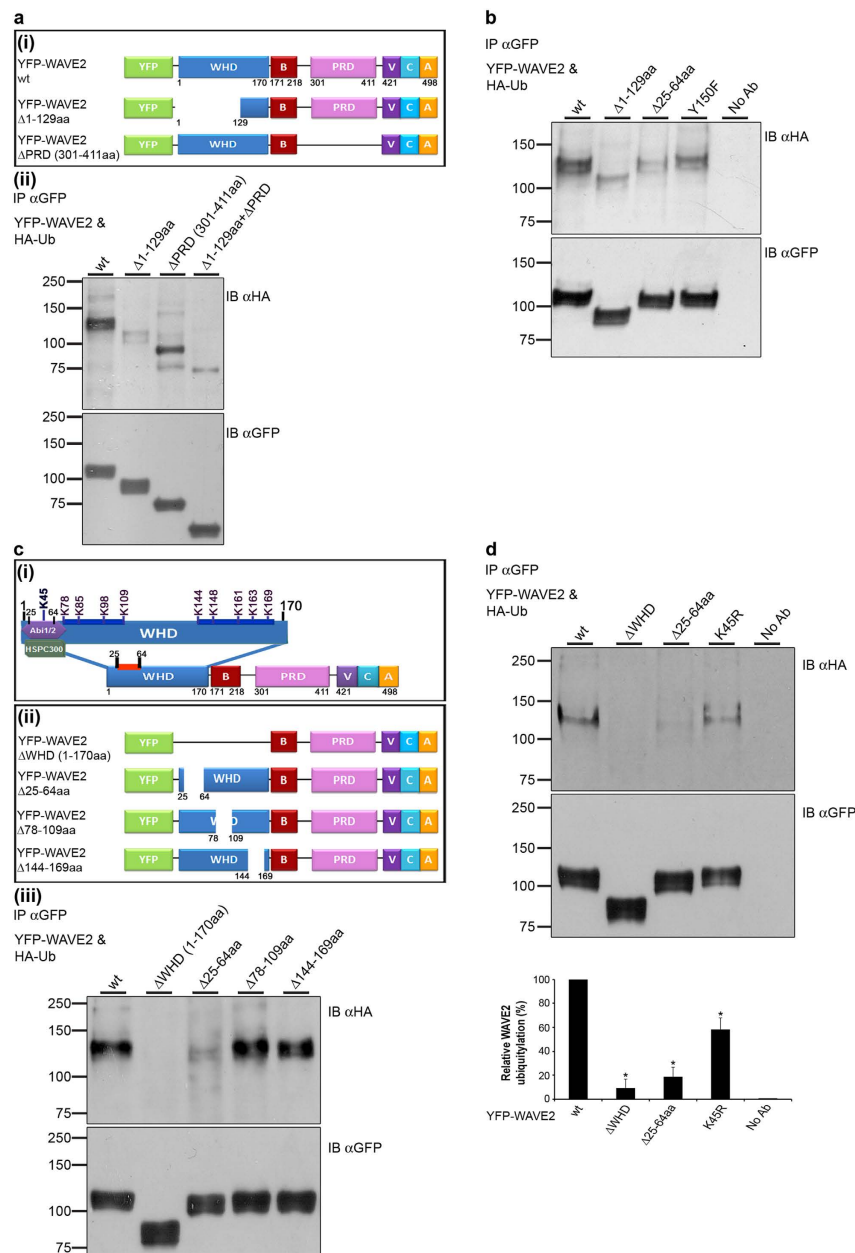 a
(i)
YFP-WAVE2 wt
YFP WHD B PRD V C A
1 170 171 218 301 411 421 498
YFP-WAVE2 Δ1-129aa
YFP B PRD V C A
1 129
YFP-WAVE2 ΔPRD (301-411aa)
YFP WHD B V C A
(ii)
IP αGFP
YFP-WAVE2 & HA-Ub
wt Δ1-129aa ΔPRD (301-411aa) Δ1-129aa+ΔPRD
250
150
100
75
IB αHA
250
150
100
75
IB αGFP
b
IP αGFP
YFP-WAVE2 & HA-Ub
wt Δ1-129aa Δ25-64aa Y150F No Ab
150
100
75
IB αHA
150
100
75
IB αGFP
c
(i)
1 25 K45 64 K78 K85 K98 K109 K144 K148 K161 K163 K169 170
Abi1/2 WHD
HSPC300
25 64
WHD B PRD V C A
1 170 171 218 301 411 421 498
(ii)
YFP-WAVE2 ΔWHD (1-170aa)
YFP B PRD V C A
YFP-WAVE2 Δ25-64aa
YFP WHD B PRD V C A
25 64
YFP-WAVE2 Δ78-109aa
YFP WHD B PRD V C A
78 109
YFP-WAVE2 Δ144-169aa
YFP WHD B PRD V C A
144 169
(iii)
IP αGFP
YFP-WAVE2 & HA-Ub
wt ΔWHD (1-170aa) Δ25-64aa Δ78-109aa Δ144-169aa
250
150
100
75
IB αHA
250
150
100
75
IB αGFP
d
IP αGFP
YFP-WAVE2 & HA-Ub
wt ΔWHD Δ25-64aa K45R No Ab
250
150
100
75
IB αHA
250
150
100
75
IB αGFP
Relative WAVE2 ubiquitylation (%)
100
80
60
40
20
0
* * *
YFP-WAVE2 wt ΔWHD Δ25-64aa K45R No Ab